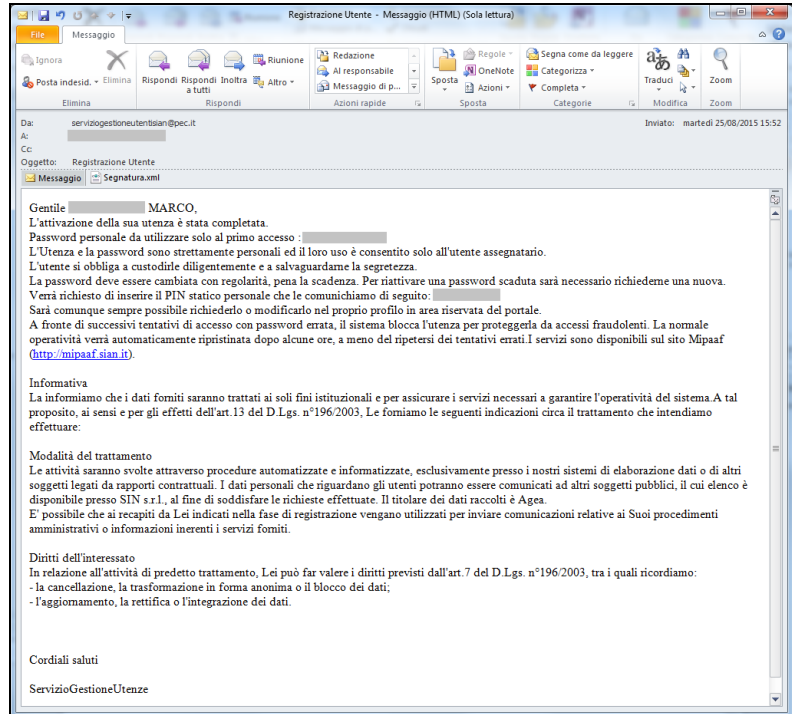 Registrazione Utente - Messaggio (HTML) (Sola lettura)
File Messaggio
Ignora
Posta indesid.
Elimina
Rispondi
Rispondi a tutti
Inoltra
Riunione
Altro
Redazione
Al responsabile
Messaggio di p...
Sposta
Regole
OneNote
Azioni
Segna come da leggere
Categorizza
Completa
Traduci
Zoom
Elimina Rispondi Azioni rapide Sposta Categorie Modifica Zoom
Da: serviziogestioneutentisian@pec.it Inviato: martedì 25/08/2015 15:52
A:
Cc:
Oggetto: Registrazione Utente
Messaggio Segnatura.xml
Gentile MARCO,
L'attivazione della sua utenza è stata completata.
Password personale da utilizzare solo al primo accesso :
L'Utenza e la password sono strettamente personali ed il loro uso è consentito solo all'utente assegnatario.
L'utente si obbliga a custodirle diligentemente e a salvaguardarne la segretezza.
La password deve essere cambiata con regolarità, pena la scadenza. Per riattivare una password scaduta sarà necessario richiederne una nuova.
Verrà richiesto di inserire il PIN statico personale che le comunichiamo di seguito:
Sarà comunque sempre possibile richiederlo o modificarlo nel proprio profilo in area riservata del portale.
A fronte di successivi tentativi di accesso con password errata, il sistema blocca l'utenza per proteggerla da accessi fraudolenti. La normale
operatività verrà automaticamente ripristinata dopo alcune ore, a meno del ripetersi dei tentativi errati.I servizi sono disponibili sul sito Mipaaf
(http://mipaaf.sian.it).
Informativa
La informiamo che i dati forniti saranno trattati ai soli fini istituzionali e per assicurare i servizi necessari a garantire l'operatività del sistema.A tal
proposito, ai sensi e per gli effetti dell'art.13 del D.Lgs. n°196/2003, Le forniamo le seguenti indicazioni circa il trattamento che intendiamo
effettuare:
Modalità del trattamento
Le attività saranno svolte attraverso procedure automatizzate e informatizzate, esclusivamente presso i nostri sistemi di elaborazione dati o di altri
soggetti legati da rapporti contrattuali. I dati personali che riguardano gli utenti potranno essere comunicati ad altri soggetti pubblici, il cui elenco è
disponibile presso SIN s.r.l., al fine di soddisfare le richieste effettuate. Il titolare dei dati raccolti è Agea.
E' possibile che ai recapiti da Lei indicati nella fase di registrazione vengano utilizzati per inviare comunicazioni relative ai Suoi procedimenti
amministrativi o informazioni inerenti i servizi forniti.
Diritti dell'interessato
In relazione all'attività di predetto trattamento, Lei può far valere i diritti previsti dall'art.7 del D.Lgs. n°196/2003, tra i quali ricordiamo:
- la cancellazione, la trasformazione in forma anonima o il blocco dei dati;
- l'aggiornamento, la rettifica o l'integrazione dei dati.
Cordiali saluti
ServizioGestioneUtenze